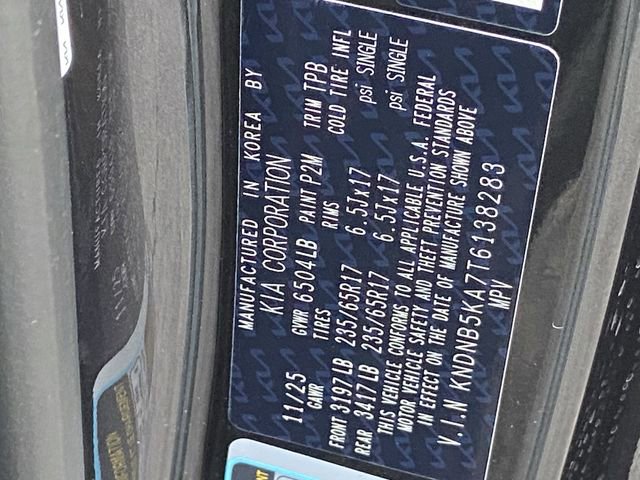 MANUFACTURED IN KOREA BY
KIA CORPORATION
11/25 GVWR 6504LB PAINT P2M TRIM TPB
GAWR TIRES RIMS COLD TIRE INFL
FRONT 3197LB 235/65R17 6.5Jx17 psi SINGLE
REAR 3417LB 235/65R17 6.5Jx17 psi SINGLE
THIS VEHICLE CONFORMS TO ALL APPLICABLE U.S.A. FEDERAL
MOTOR VEHICLE SAFETY AND THEFT PREVENTION STANDARDS
IN EFFECT ON THE DATE OF MANUFACTURE SHOWN ABOVE
V.I.N KNDNB5KA7T6138283
MPV